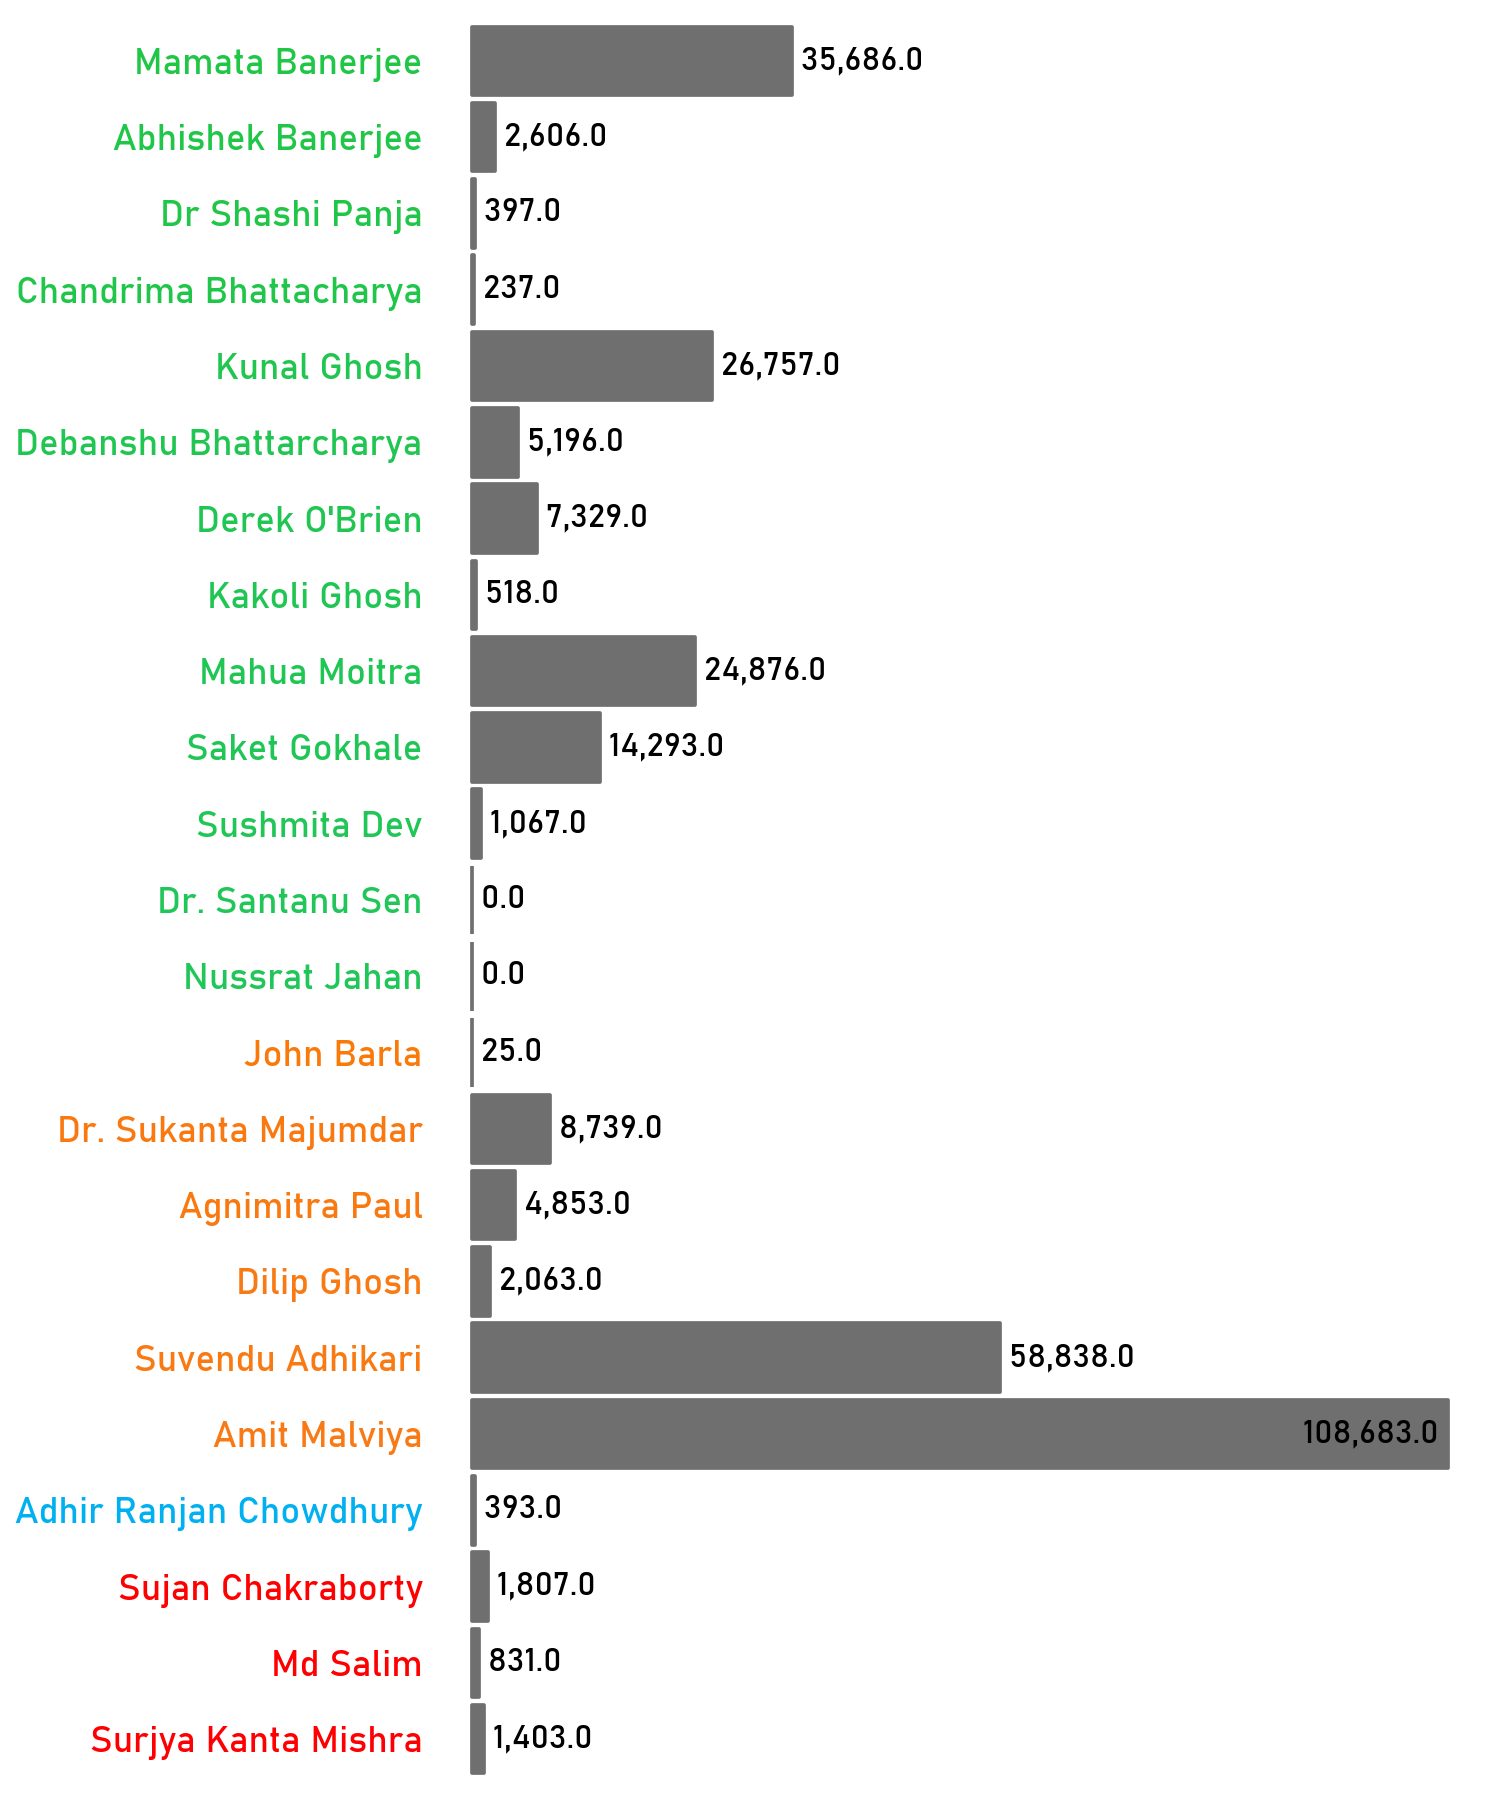 Mamata Banerjee 35,686.0
Abhishek Banerjee 2,606.0
Dr Shashi Panja 397.0
Chandrima Bhattacharya 237.0
Kunal Ghosh 26,757.0
Debanshu Bhattarcharya 5,196.0
Derek O'Brien 7,329.0
Kakoli Ghosh 518.0
Mahua Moitra 24,876.0
Saket Gokhale 14,293.0
Sushmita Dev 1,067.0
Dr. Santanu Sen 0.0
Nussrat Jahan 0.0
John Barla 25.0
Dr. Sukanta Majumdar 8,739.0
Agnimitra Paul 4,853.0
Dilip Ghosh 2,063.0
Suvendu Adhikari 58,838.0
Amit Malviya 108,683.0
Adhir Ranjan Chowdhury 393.0
Sujan Chakraborty 1,807.0
Md Salim 831.0
Surjya Kanta Mishra 1,403.0